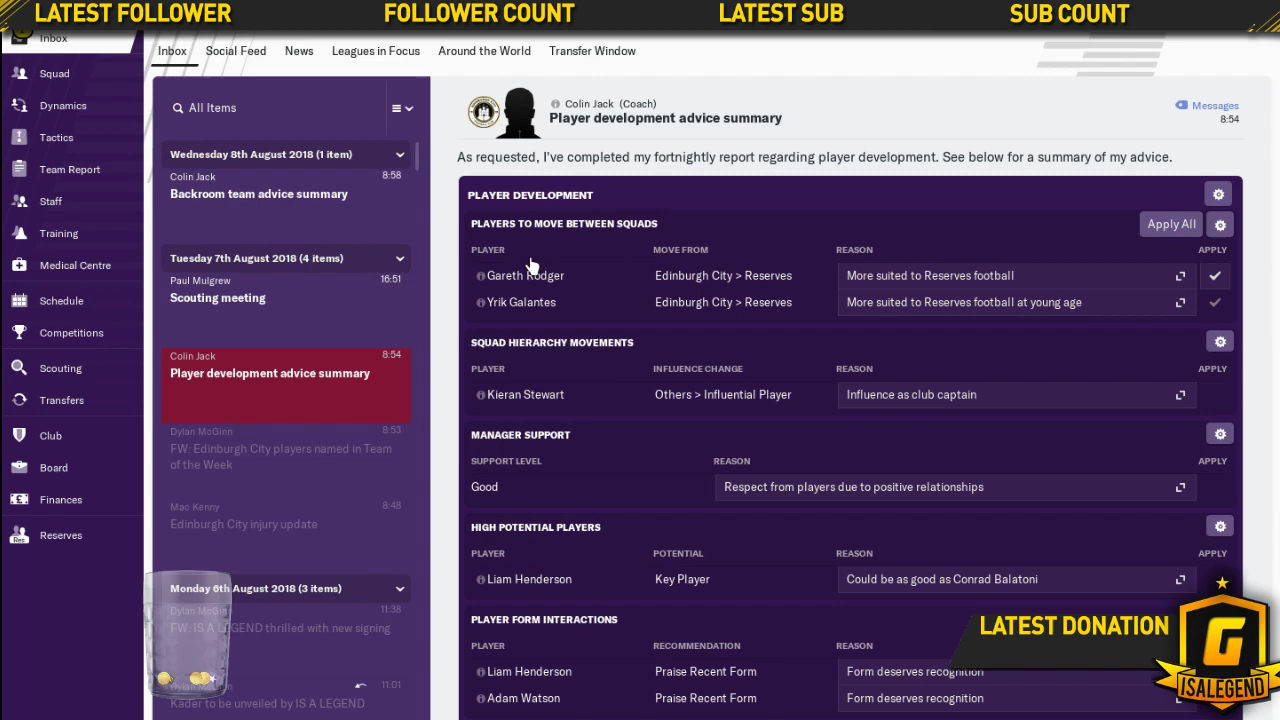 LATEST FOLLOWER
FOLLOWER COUNT
LATEST SUB
SUB COUNT
Inbox
Squad
Dynamics
Tactics
Team Report
Staff
Training
Medical Centre
Schedule
Competitions
Scouting
Transfers
Club
Board
Finances
Res
Reserves
Inbox
Social Feed
News
Leagues in Focus
Around the World
Transfer Window
All Items
Wednesday 8th August 2018 (1 item)
Colin Jack 8:58
Backroom team advice summary
Tuesday 7th August 2018 (4 items)
Paul Mulgrew 16:51
Scouting meeting
Colin Jack 8:54
Player development advice summary
Dylan McGinn 8:53
FW: Edinburgh City players named in Team
of the Week
Mac Kenny 8:48
Edinburgh City injury update
Monday 6th August 2018 (3 items)
Dylan McGinn 11:38
FW: IS A LEGEND thrilled with new signing
Dylan McGinn 11:01
Kader to be unveiled by IS A LEGEND
Colin Jack (Coach)
Player development advice summary
Messages
8:54
As requested, I've completed my fortnightly report regarding player development. See below for a summary of my advice.
PLAYER DEVELOPMENT
PLAYERS TO MOVE BETWEEN SQUADS
Apply All
PLAYER MOVE FROM REASON APPLY
Gareth Rodger Edinburgh City > Reserves More suited to Reserves football
Yrik Galantes Edinburgh City > Reserves More suited to Reserves football at young age
SQUAD HIERARCHY MOVEMENTS
PLAYER INFLUENCE CHANGE REASON APPLY
Kieran Stewart Others > Influential Player Influence as club captain
MANAGER SUPPORT
SUPPORT LEVEL REASON APPLY
Good Respect from players due to positive relationships
HIGH POTENTIAL PLAYERS
PLAYER POTENTIAL REASON APPLY
Liam Henderson Key Player Could be as good as Conrad Balatoni
PLAYER FORM INTERACTIONS
PLAYER RECOMMENDATION REASON
Liam Henderson Praise Recent Form Form deserves recognition
Adam Watson Praise Recent Form Form deserves recognition
LATEST DONATION
G
ISALEGEND